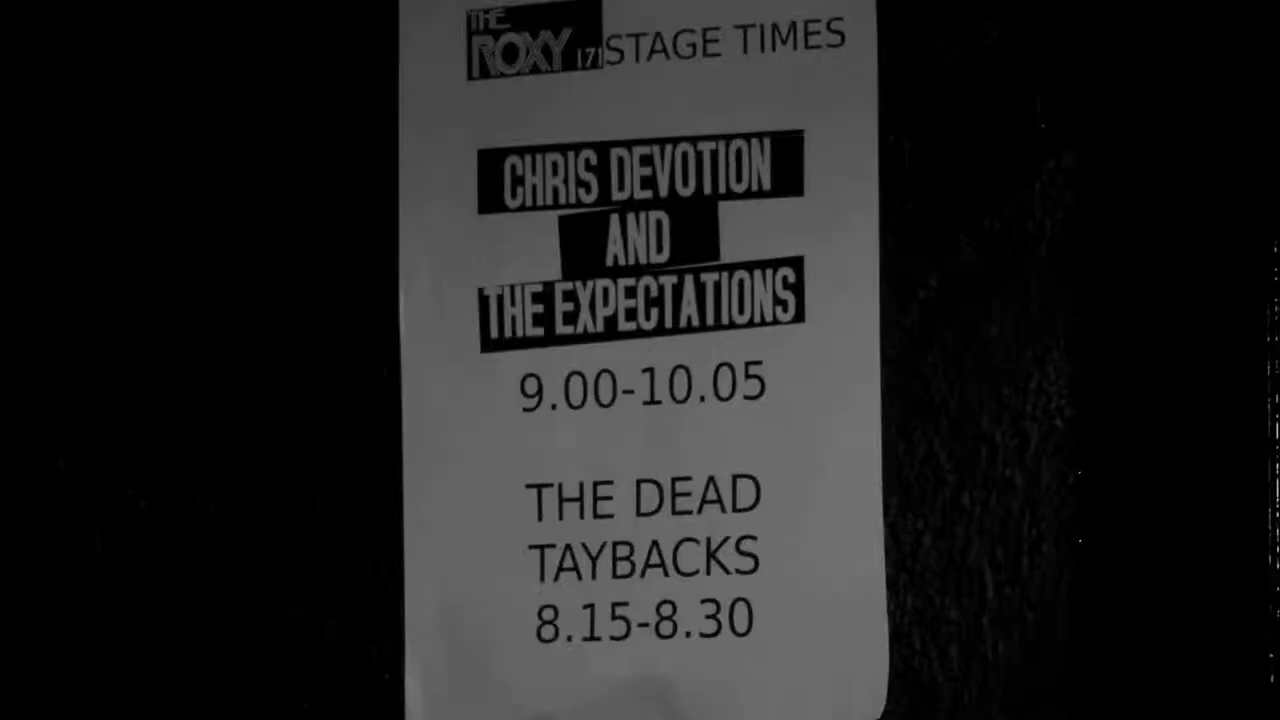 THE
ROXY 171 STAGE TIMES
CHRIS DEVOTION
AND
THE EXPECTATIONS
9.00-10.05
THE DEAD
TAYBACKS
8.15-8.30